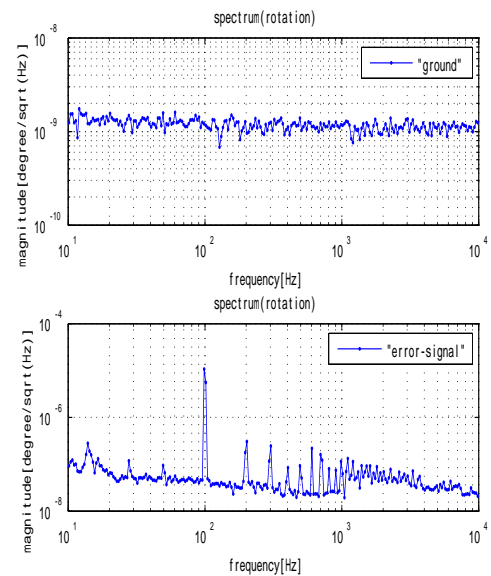 spectrum(rotation)
magnitude[degree/sqrt(Hz)]
10^-8
10^-9
10^-10
"ground"
10^1 10^2 10^3 10^4
frequency[Hz]
spectrum(rotation)
magnitude[degree/sqrt(Hz)]
10^-4
10^-6
10^-8
"error-signal"
10^1 10^2 10^3 10^4
frequency[Hz]